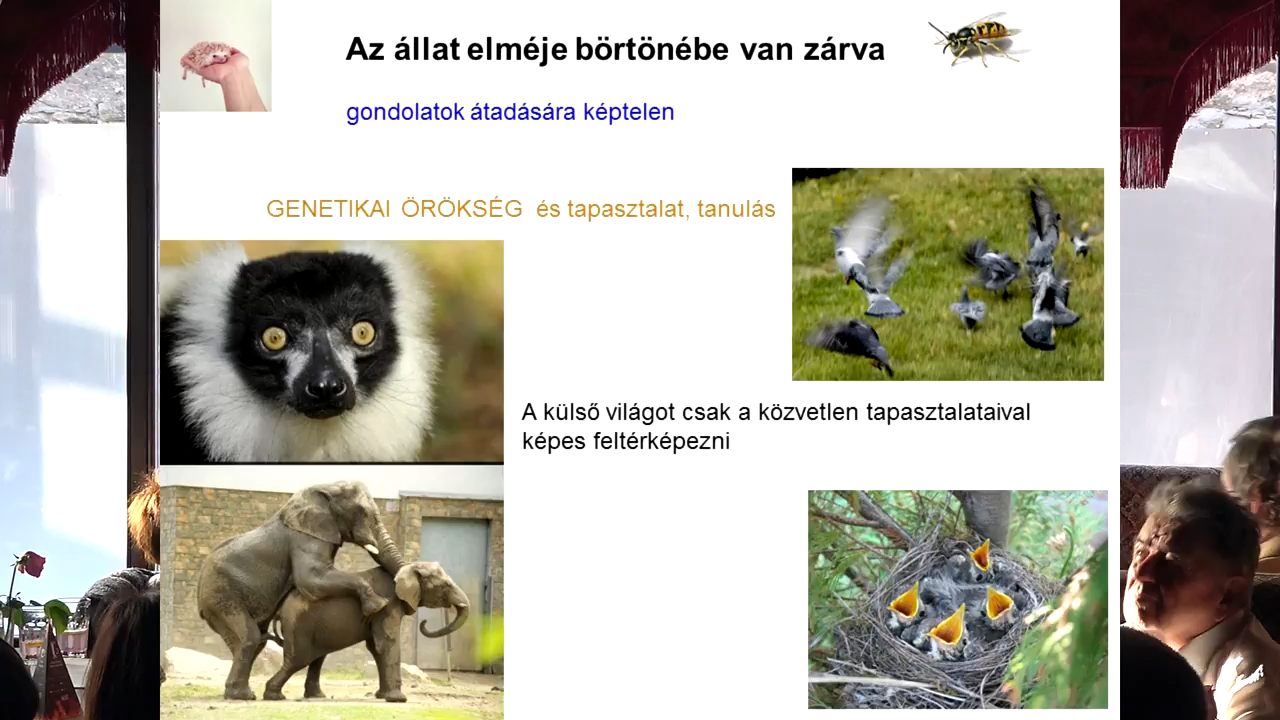 Az állat elméje börtönébe van zárva
gondolatok átadására képtelen
GENETIKAI ÖRÖKSÉG és tapasztalat, tanulás
A külső világot csak a közvetlen tapasztalataival
képes feltérképezni